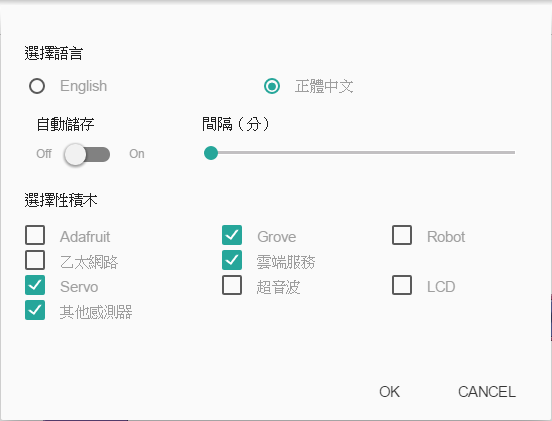 選擇語言
English 正體中文
自動儲存 間隔（分）
Off On
選擇性積木
Adafruit Grove Robot
乙太網路 雲端服務
Servo 超音波 LCD
其他感測器
OK CANCEL